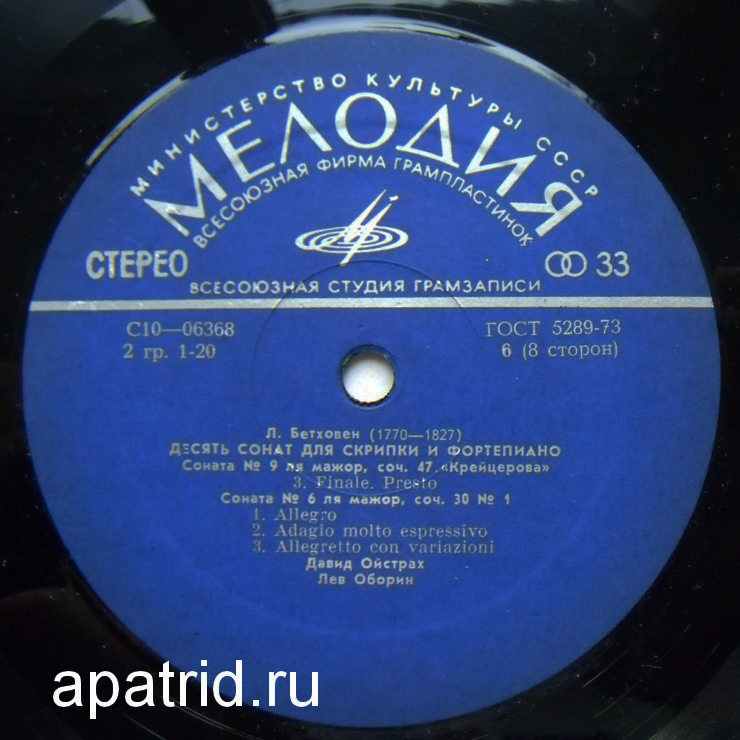 МИНИСТЕРСТВО КУЛЬТУРЫ СССР
МЕЛОДИЯ
ВСЕСОЮЗНАЯ ФИРМА ГРАМПЛАСТИНОК
СТЕРЕО 33
ВСЕСОЮЗНАЯ СТУДИЯ ГРАМЗАПИСИ
С10—06368 ГОСТ 5289-73
2 гр. 1-20 6 (8 сторон)
Л. Бетховен (1770—1827)
ДЕСЯТЬ СОНАТ ДЛЯ СКРИПКИ И ФОРТЕПИАНО
Соната № 9 ля мажор, соч. 47 «Крейцерова»
3. Finale. Presto
Соната № 6 ля мажор, соч. 30 № 1
1. Allegro
2. Adagio molto espressivo
3. Allegretto con variazioni
Давид Ойстрах
Лев Оборин
apatrid.ru